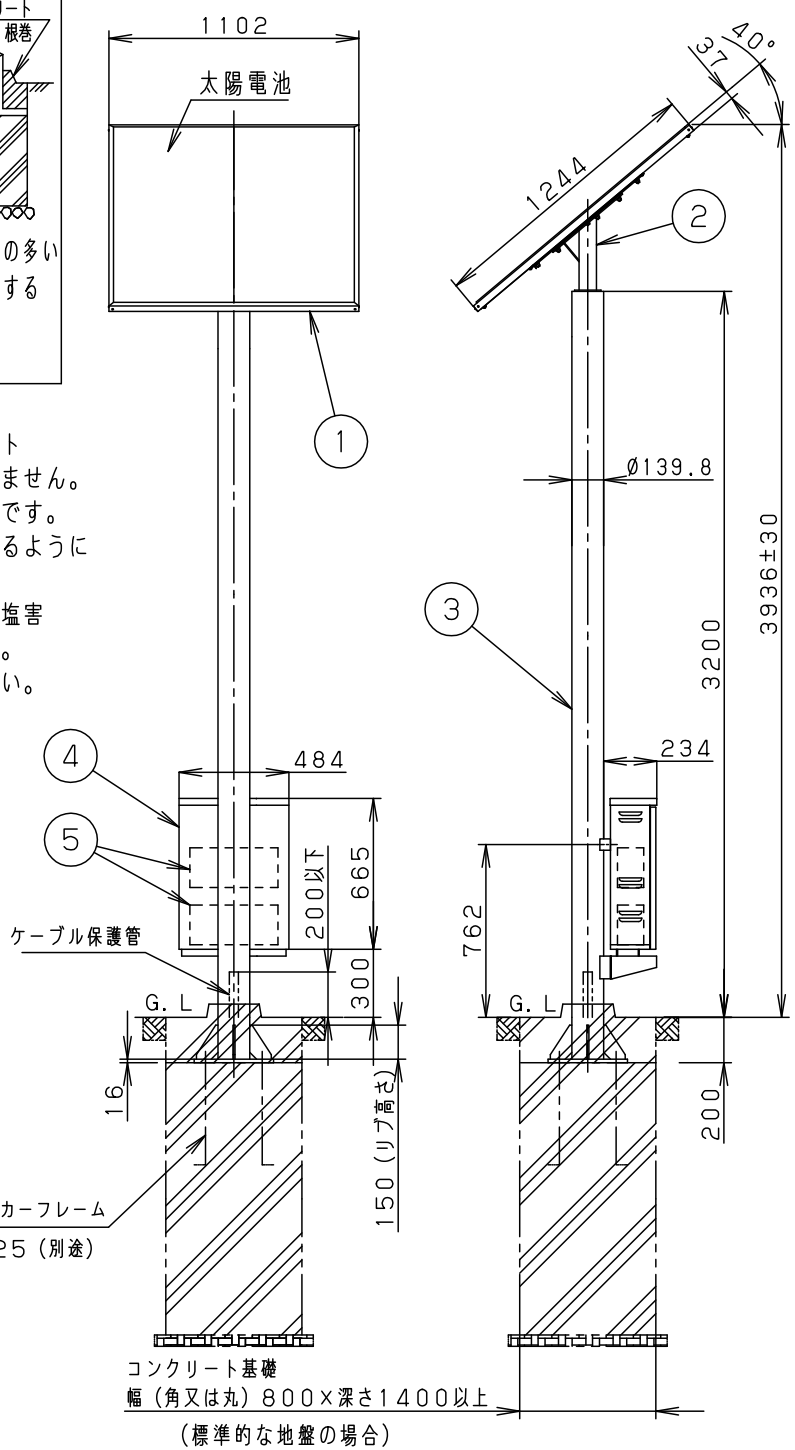 リート
根巻
の多い
する
ト
ません。
です。
るように
塩害
。
い。
1102
太陽電池
1
4
484
5
665
200以下
ケーブル保護管
300
G.L
16
150(リブ高さ)
カーフレーム
25(別途)
40°
37
1244
2
Ø139.8
3936±30
3
3200
234
762
G.L
200
コンクリート基礎
幅(角又は丸)800×深さ1400以上
(標準的な地盤の場合)